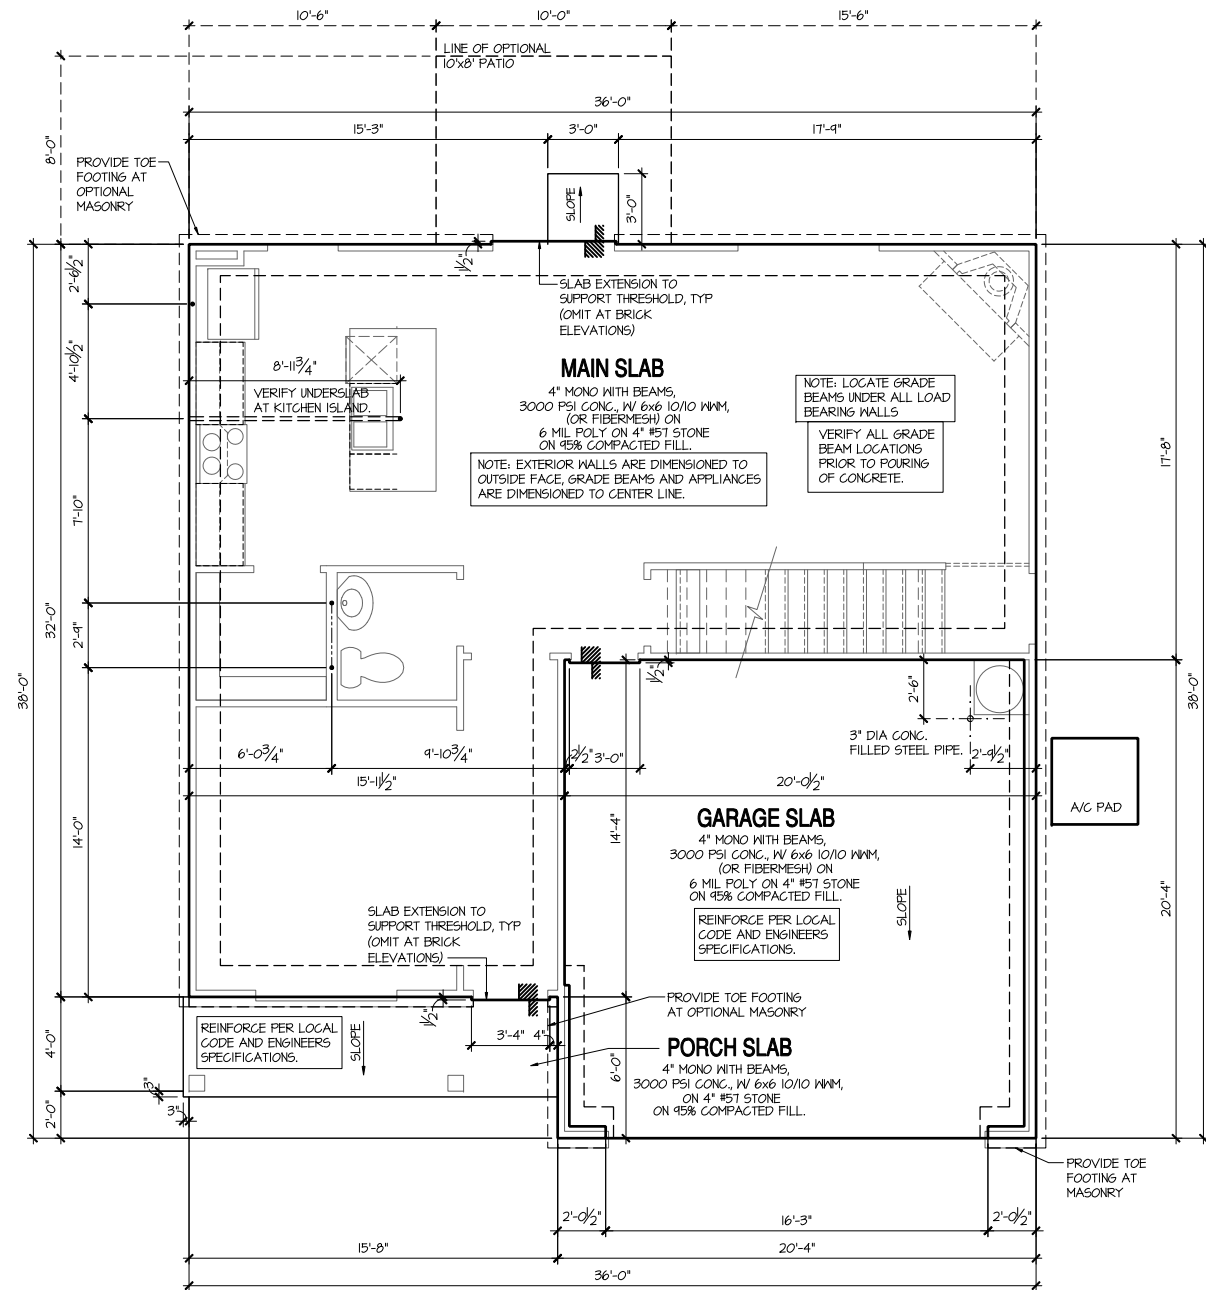 10'-6"
10'-0"
15'-6"
LINE OF OPTIONAL
10'x8' PATIO
36'-0"
15'-3"
3'-0"
17'-9"
8'-0"
PROVIDE TOE
FOOTING AT
OPTIONAL
MASONRY
SLOPE
3'-0"
1/2"
2'-6 1/2"
SLAB EXTENSION TO
SUPPORT THRESHOLD, TYP
(OMIT AT BRICK
ELEVATIONS)
4'-10 1/2"
8'-11 3/4"
VERIFY UNDERSLAB
AT KITCHEN ISLAND.
MAIN SLAB
4" MONO WITH BEAMS,
3000 PSI CONC., W/ 6x6 10/10 WWM,
(OR FIBERMESH) ON
6 MIL POLY ON 4" #57 STONE
ON 95% COMPACTED FILL.
NOTE: EXTERIOR WALLS ARE DIMENSIONED TO
OUTSIDE FACE, GRADE BEAMS AND APPLIANCES
ARE DIMENSIONED TO CENTER LINE.
NOTE: LOCATE GRADE
BEAMS UNDER ALL LOAD
BEARING WALLS
VERIFY ALL GRADE
BEAM LOCATIONS
PRIOR TO POURING
OF CONCRETE.
17'-8"
7'-10"
32'-0"
2'-4"
38'-0"
38'-0"
1/2"
2'-6"
3" DIA CONC.
FILLED STEEL PIPE.
2'-9 1/2"
6'-0 3/4"
9'-10 3/4"
2 1/2"
3'-0"
15'-11 1/2"
20'-0 1/2"
A/C PAD
14'-0"
14'-4"
GARAGE SLAB
4" MONO WITH BEAMS,
3000 PSI CONC., W/ 6x6 10/10 WWM,
(OR FIBERMESH) ON
6 MIL POLY ON 4" #57 STONE
ON 95% COMPACTED FILL.
REINFORCE PER LOCAL
CODE AND ENGINEERS
SPECIFICATIONS.
SLOPE
20'-4"
SLAB EXTENSION TO
SUPPORT THRESHOLD, TYP
(OMIT AT BRICK
ELEVATIONS)
PROVIDE TOE FOOTING
AT OPTIONAL MASONRY
1/2"
REINFORCE PER LOCAL
CODE AND ENGINEERS
SPECIFICATIONS.
SLOPE
3'-4"
4"
4'-0"
6'-0"
PORCH SLAB
4" MONO WITH BEAMS,
3000 PSI CONC., W/ 6x6 10/10 WWM,
ON 4" #57 STONE
ON 95% COMPACTED FILL.
3"
3"
2'-0"
PROVIDE TOE
FOOTING AT
MASONRY
2'-0 1/2"
16'-3"
2'-0 1/2"
15'-8"
20'-4"
36'-0"